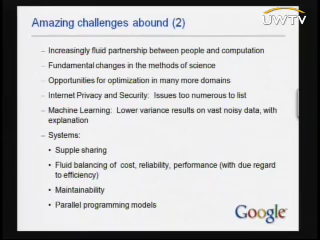 UWTV
Amazing challenges abound (2)
– Increasingly fluid partnership between people and computation
– Fundamental changes in the methods of science
– Opportunities for optimization in many more domains
– Internet Privacy and Security: Issues too numerous to list
– Machine Learning: Lower variance results on vast noisy data, with
explanation
– Systems:
• Supple sharing
• Fluid balancing of cost, reliability, performance (with due regard
to efficiency)
• Maintainability
• Parallel programming models
Google